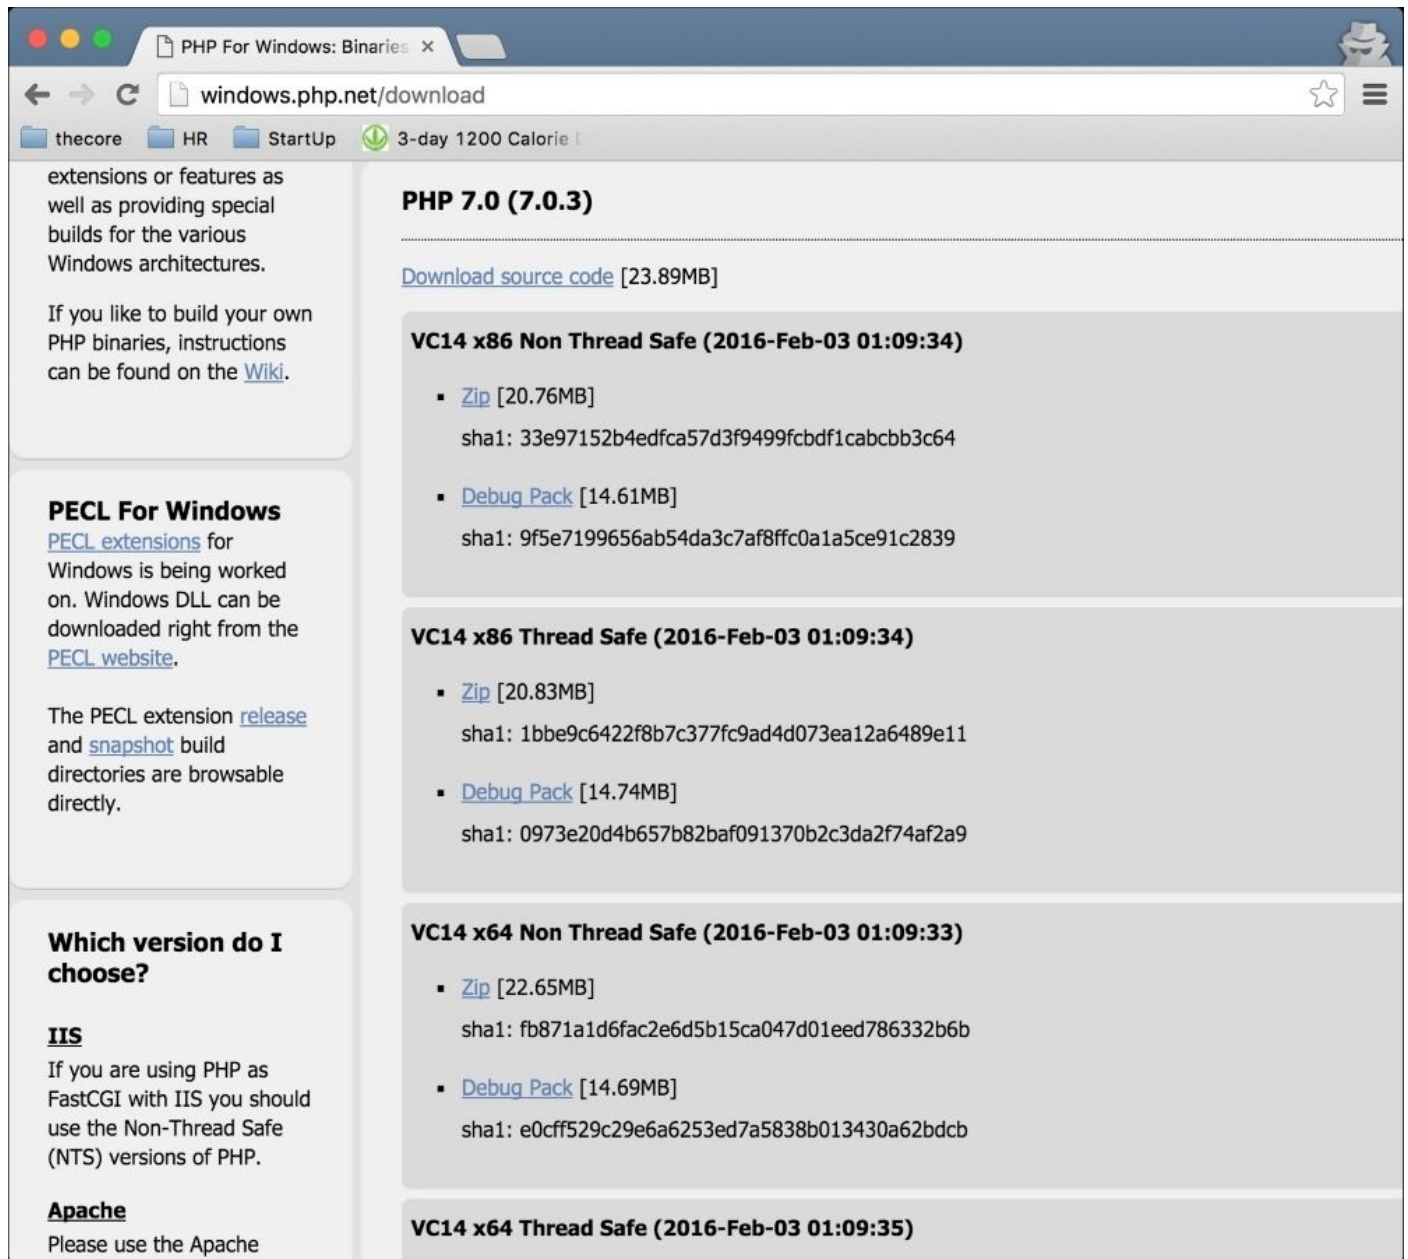 PHP For Windows: Binaries
windows.php.net/download
thecore HR StartUp 3-day 1200 Calorie
extensions or features as
well as providing special
builds for the various
Windows architectures.
If you like to build your own
PHP binaries, instructions
can be found on the Wiki.
PECL For Windows
PECL extensions for
Windows is being worked
on. Windows DLL can be
downloaded right from the
PECL website.
The PECL extension release
and snapshot build
directories are browsable
directly.
Which version do I
choose?
IIS
If you are using PHP as
FastCGI with IIS you should
use the Non-Thread Safe
(NTS) versions of PHP.
Apache
Please use the Apache
PHP 7.0 (7.0.3)
Download source code [23.89MB]
VC14 x86 Non Thread Safe (2016-Feb-03 01:09:34)
Zip [20.76MB]
sha1: 33e97152b4edfca57d3f9499fcbdf1cabcbb3c64
Debug Pack [14.61MB]
sha1: 9f5e7199656ab54da3c7af8ffc0a1a5ce91c2839
VC14 x86 Thread Safe (2016-Feb-03 01:09:34)
Zip [20.83MB]
sha1: 1bbe9c6422f8b7c377fc9ad4d073ea12a6489e11
Debug Pack [14.74MB]
sha1: 0973e20d4b657b82baf091370b2c3da2f74af2a9
VC14 x64 Non Thread Safe (2016-Feb-03 01:09:33)
Zip [22.65MB]
sha1: fb871a1d6fac2e6d5b15ca047d01eed786332b6b
Debug Pack [14.69MB]
sha1: e0cff529c29e6a6253ed7a5838b013430a62bdcb
VC14 x64 Thread Safe (2016-Feb-03 01:09:35)